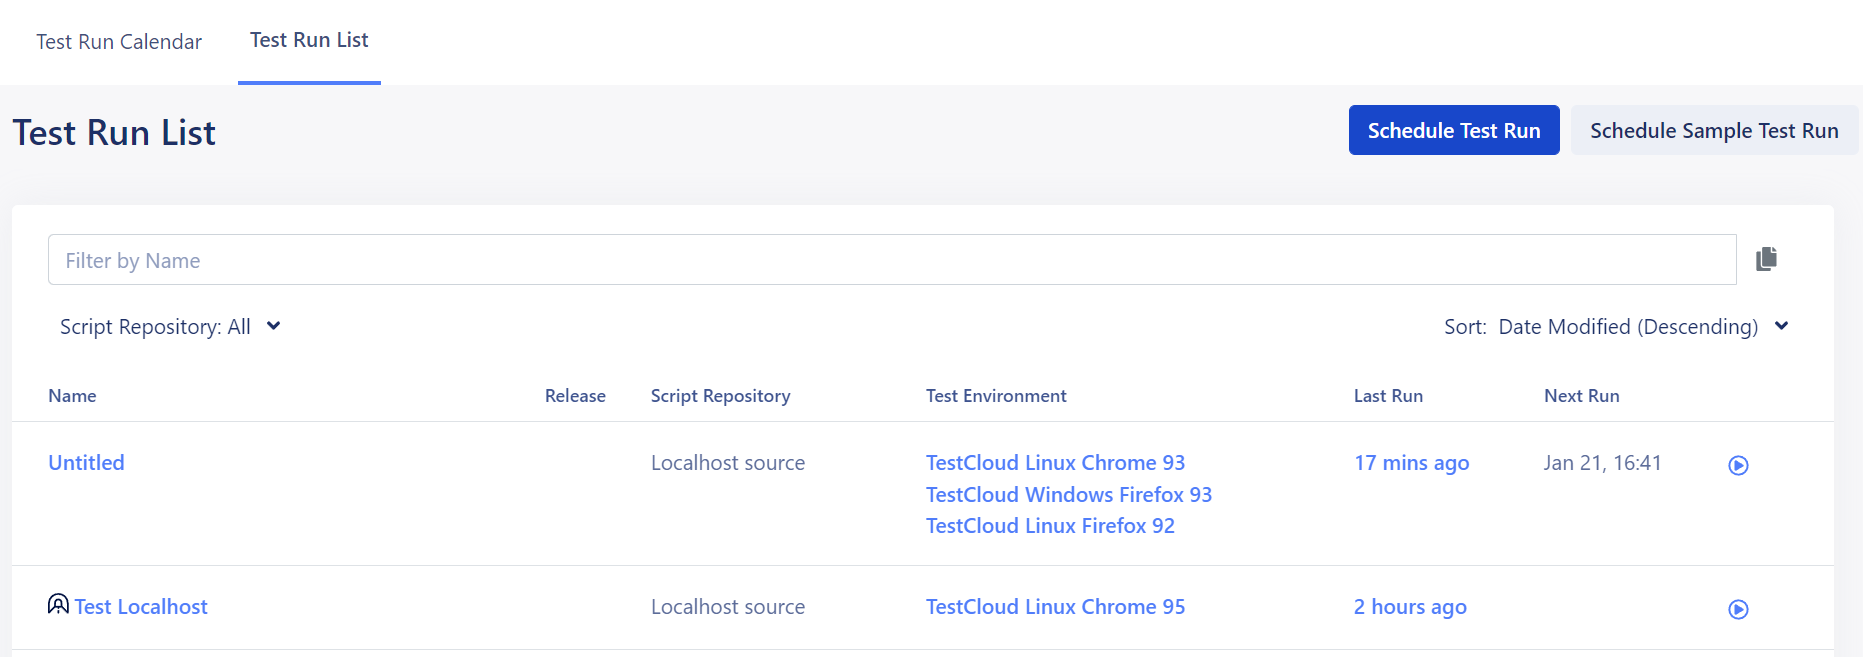 Test Run Calendar
Test Run List
Test Run List
Schedule Test Run
Schedule Sample Test Run
Filter by Name
Script Repository: All
Sort: Date Modified (Descending)
Name Release Script Repository Test Environment Last Run Next Run
Untitled Localhost source TestCloud Linux Chrome 93 17 mins ago Jan 21, 16:41
TestCloud Windows Firefox 93
TestCloud Linux Firefox 92
Test Localhost Localhost source TestCloud Linux Chrome 95 2 hours ago